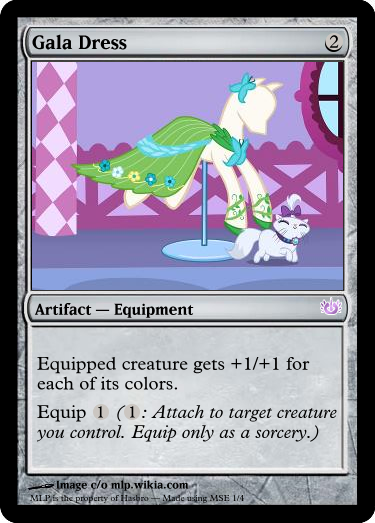 Gala Dress 2
Artifact — Equipment
Equipped creature gets +1/+1 for
each of its colors.
Equip 1 (1: Attach to target creature
you control. Equip only as a sorcery.)
Image c/o mlp.wikia.com
MLP is the property of Hasbro — Made using MSE 1/4